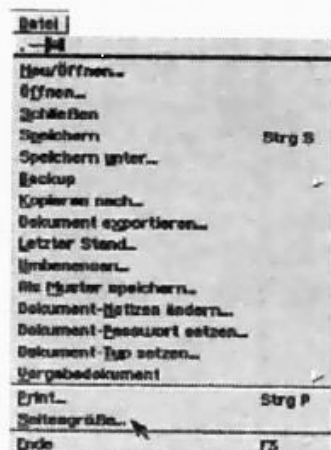 Datei
Neu/Öffnen...
Öffnen...
Schließen
Speichern Strg S
Speichern unter...
Backup
Kopieren nach...
Dokument exportieren...
Letzter Stand...
Umbenennen...
Als Muster speichern...
Dokument-Notizen ändern...
Dokument-Passwort setzen...
Dokument-Typ setzen...
Vorgabedokument
Print... Strg P
Seitengröße...
Ende F3